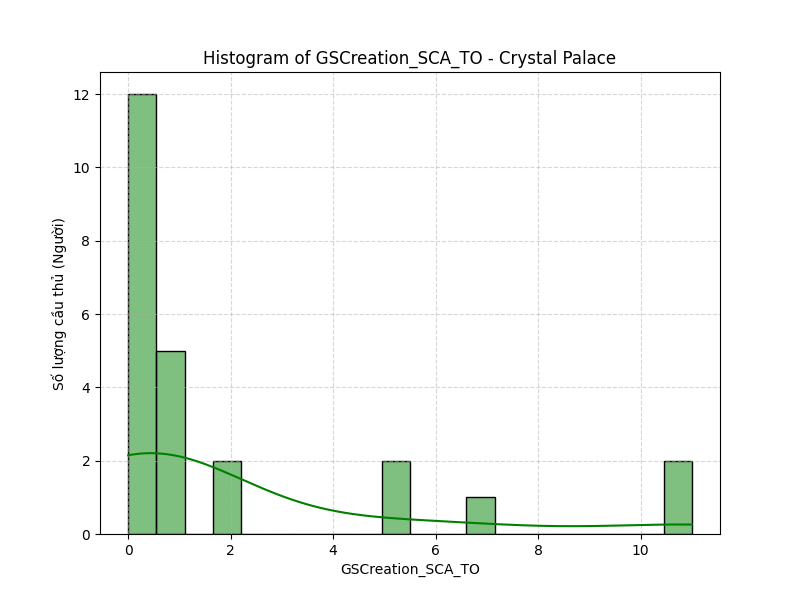 Histogram of GSCreation_SCA_TO - Crystal Palace
12
10
8
6
4
2
0
Số lượng cầu thủ (Người)
0 2 4 6 8 10
GSCreation_SCA_TO